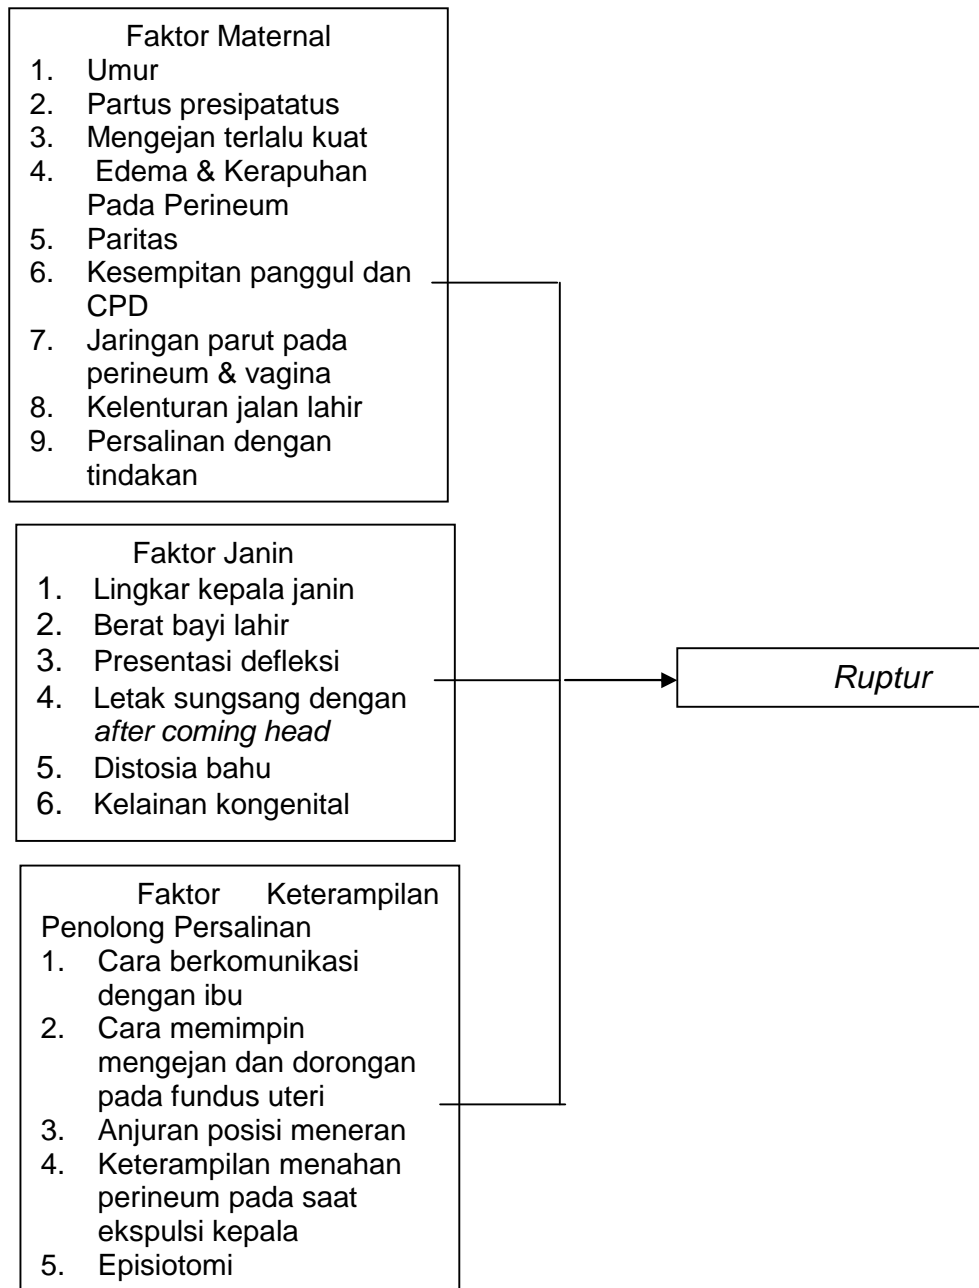 Faktor Maternal
1. Umur
2. Partus presipatatus
3. Mengejan terlalu kuat
4. Edema & Kerapuhan
Pada Perineum
5. Paritas
6. Kesempitan panggul dan
CPD
7. Jaringan parut pada
perineum & vagina
8. Kelenturan jalan lahir
9. Persalinan dengan
tindakan
Faktor Janin
1. Lingkar kepala janin
2. Berat bayi lahir
3. Presentasi defleksi
4. Letak sungsang dengan
after coming head
5. Distosia bahu
6. Kelainan kongenital
Ruptur
Faktor Keterampilan
Penolong Persalinan
1. Cara berkomunikasi
dengan ibu
2. Cara memimpin
mengejan dan dorongan
pada fundus uteri
3. Anjuran posisi meneran
4. Keterampilan menahan
perineum pada saat
ekspulsi kepala
5. Episiotomi